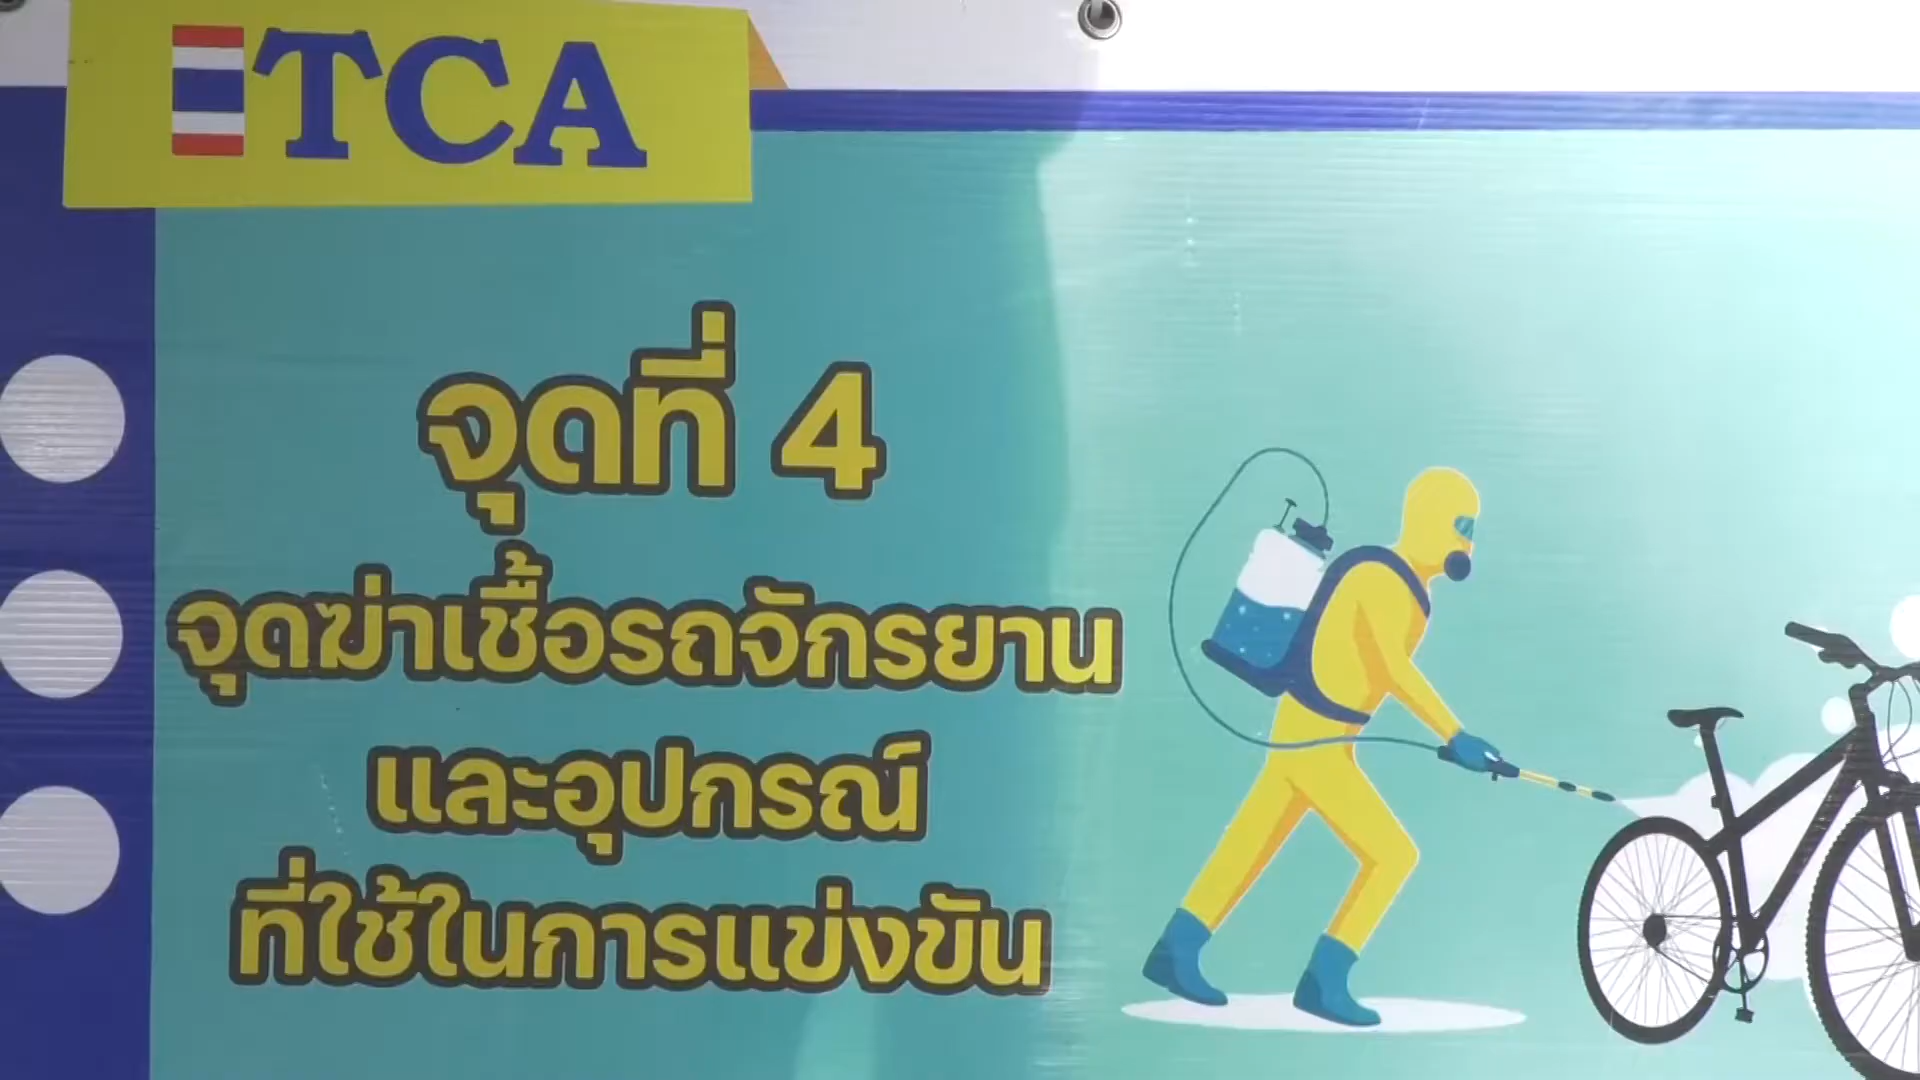 TCA
จุดที่ 4
จุดฆ่าเชื้อรถจักรยาน
และอุปกรณ์
ที่ใช้ในการแข่งขัน